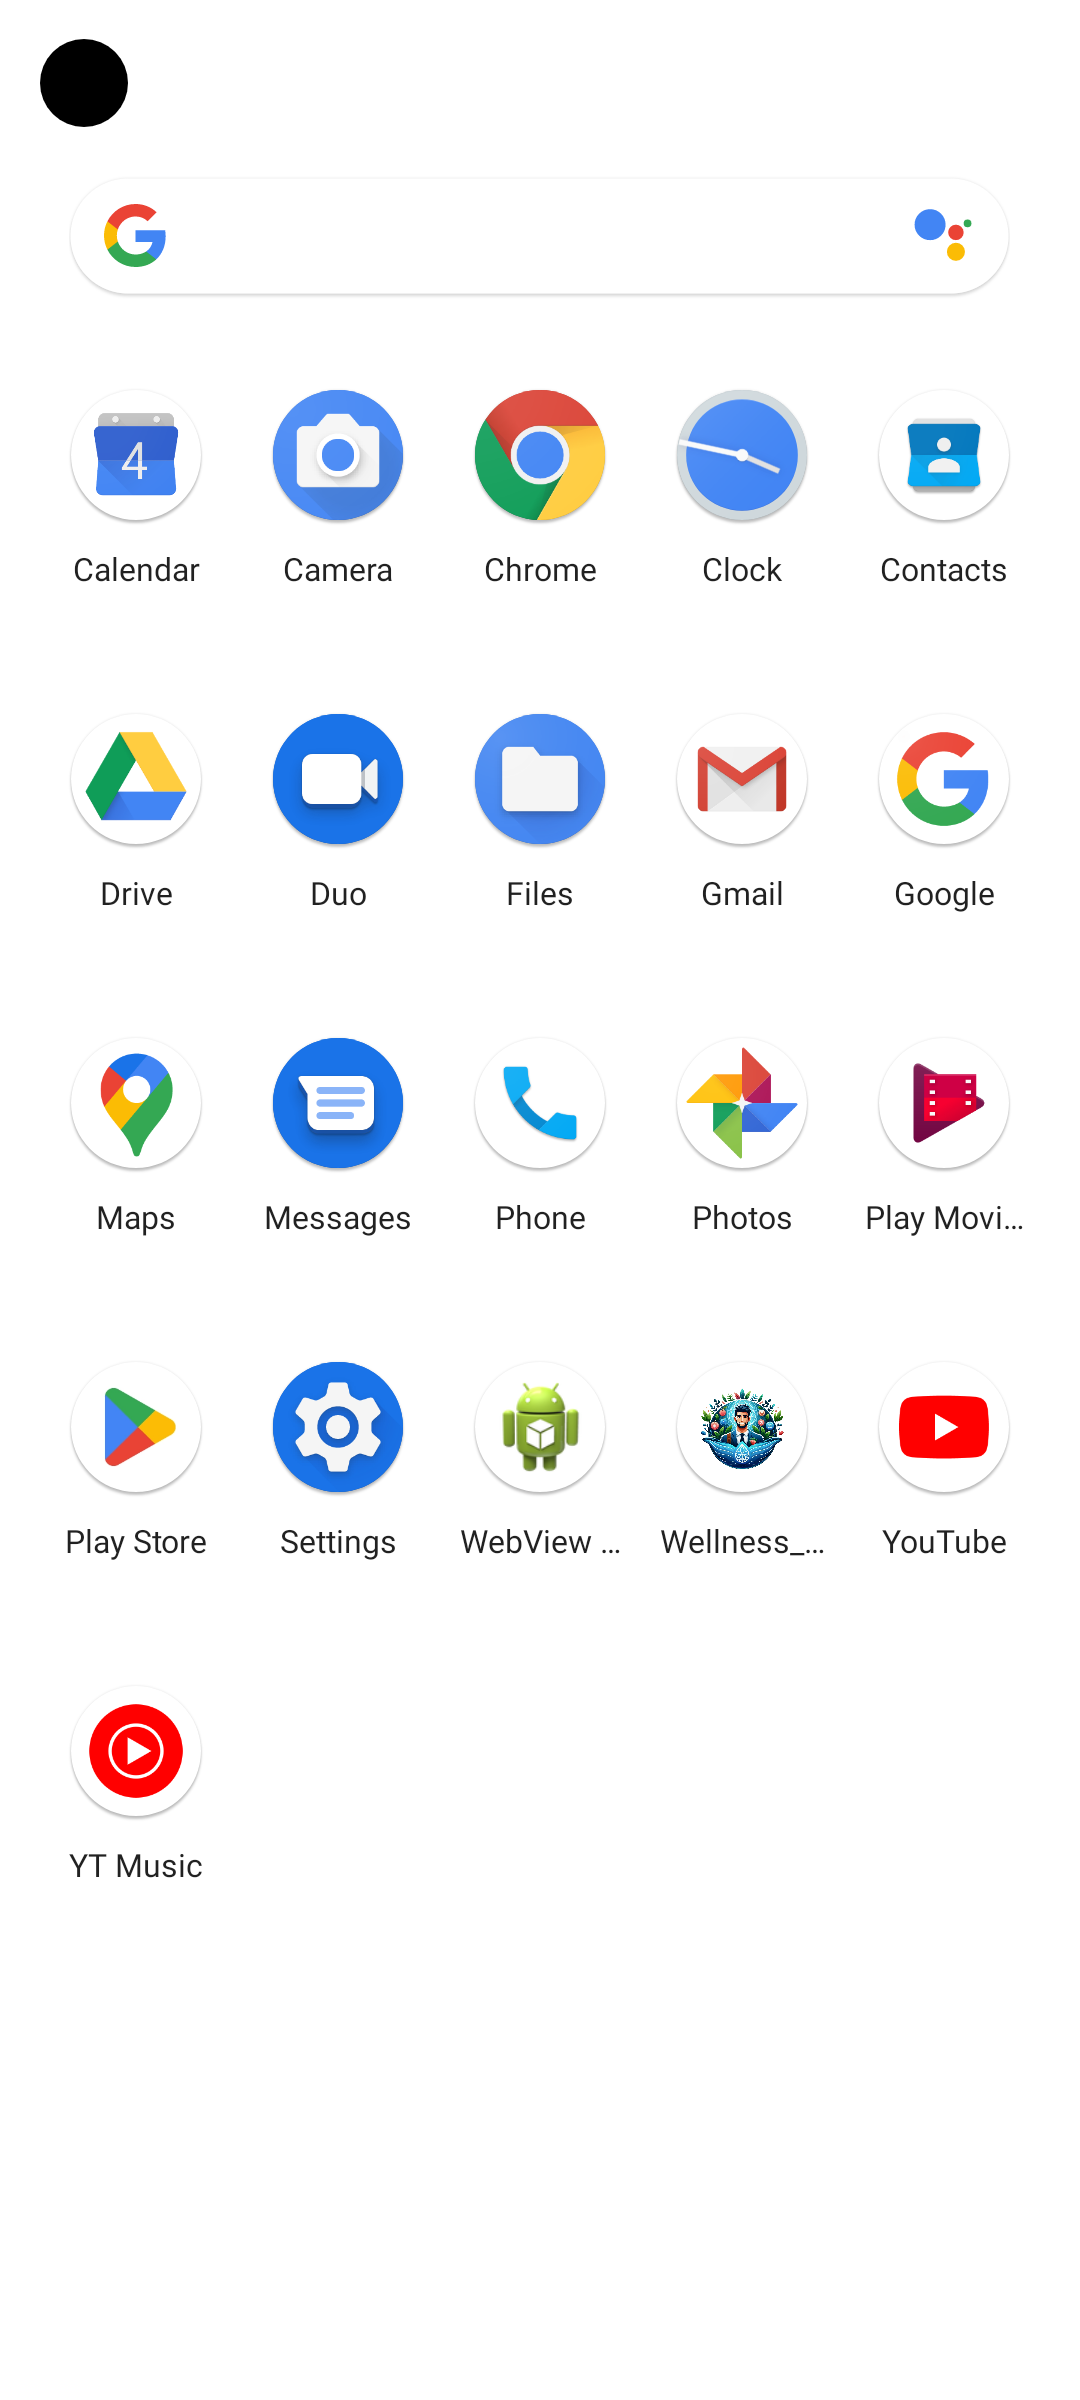 4
Calendar Camera Chrome Clock Contacts
Drive Duo Files Gmail Google
Maps Messages Phone Photos Play Movi...
Play Store Settings WebView ... Wellness_... YouTube
YT Music